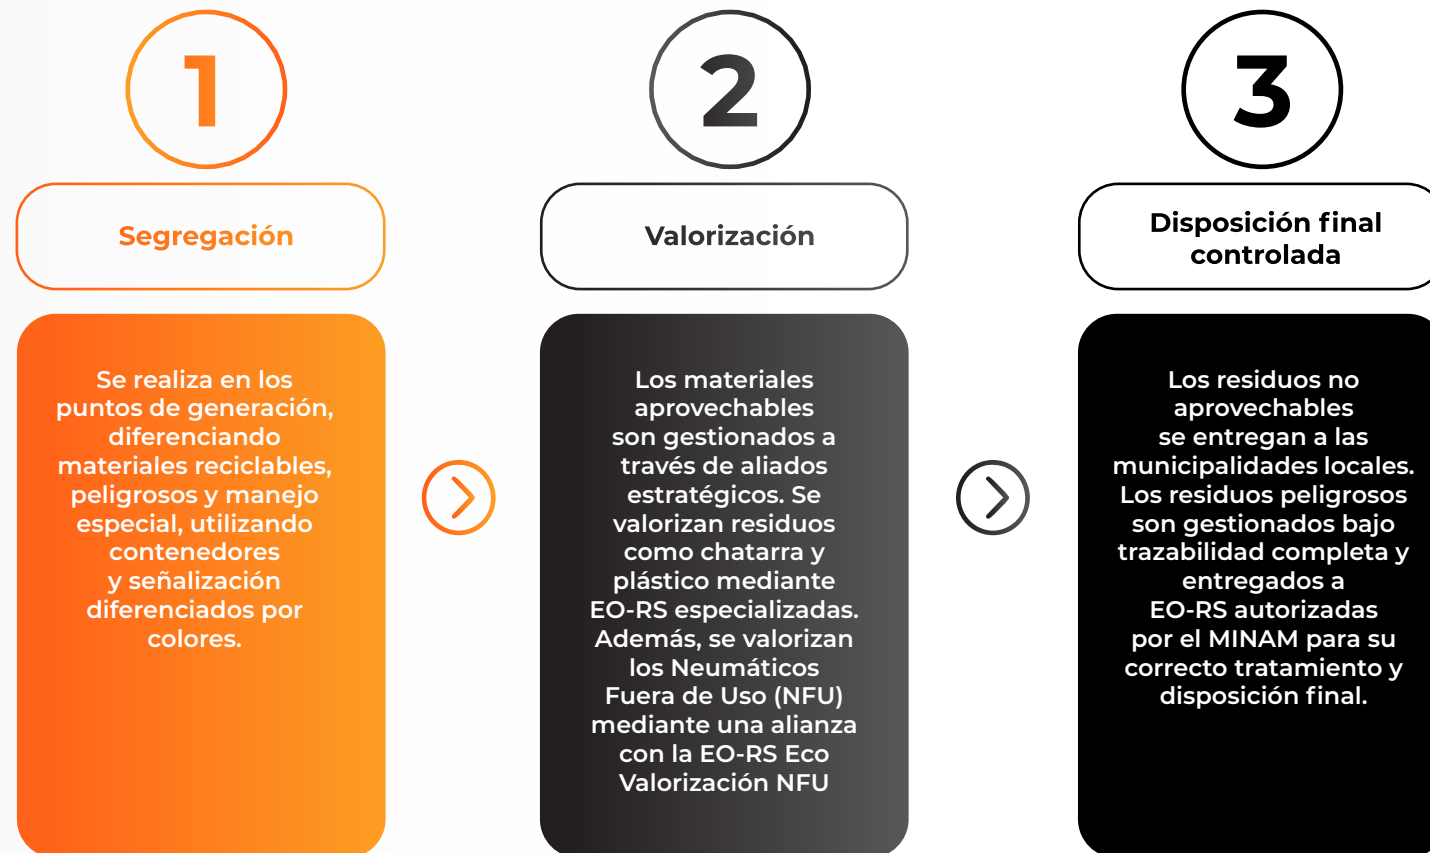 1
Segregación
Se realiza en los
puntos de generación,
diferenciando
materiales reciclables,
peligrosos y manejo
especial, utilizando
contenedores
y señalización
diferenciados por
colores.
2
Valorización
Los materiales
aprovechables
son gestionados a
través de aliados
estratégicos. Se
valorizan residuos
como chatarra y
plástico mediante
EO-RS especializadas.
Además, se valorizan
los Neumáticos
Fuera de Uso (NFU)
mediante una alianza
con la EO-RS Eco
Valorización NFU
3
Disposición final
controlada
Los residuos no
aprovechables
se entregan a las
municipalidades locales.
Los residuos peligrosos
son gestionados bajo
trazabilidad completa y
entregados a
EO-RS autorizadas
por el MINAM para su
correcto tratamiento y
disposición final.